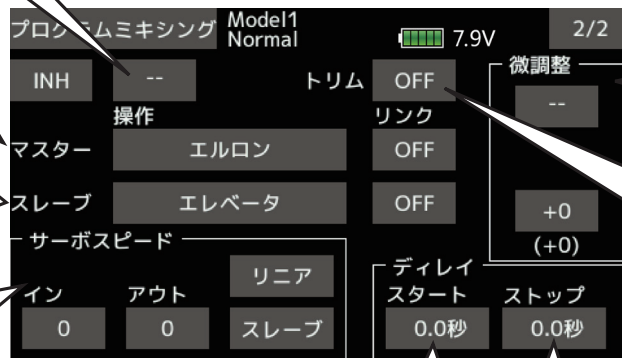 プログラムミキシング Model1 7.9V 2/2
Normal
INH -- トリム OFF 微調整
操作 リンク --
マスター エルロン OFF
スレーブ エレベータ OFF +0
サーボスピード (+0)
リニア ディレイ
イン アウト スタート ストップ
0 0 スレーブ 0.0秒 0.0秒